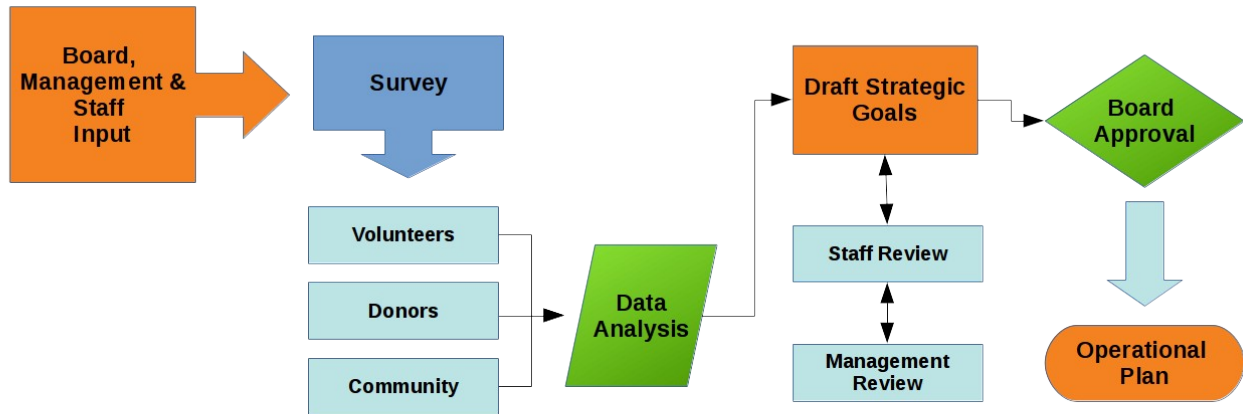 Board,
Management &
Staff
Input
Survey
Volunteers
Donors
Community
Data
Analysis
Draft Strategic
Goals
Staff Review
Management
Review
Board
Approval
Operational
Plan